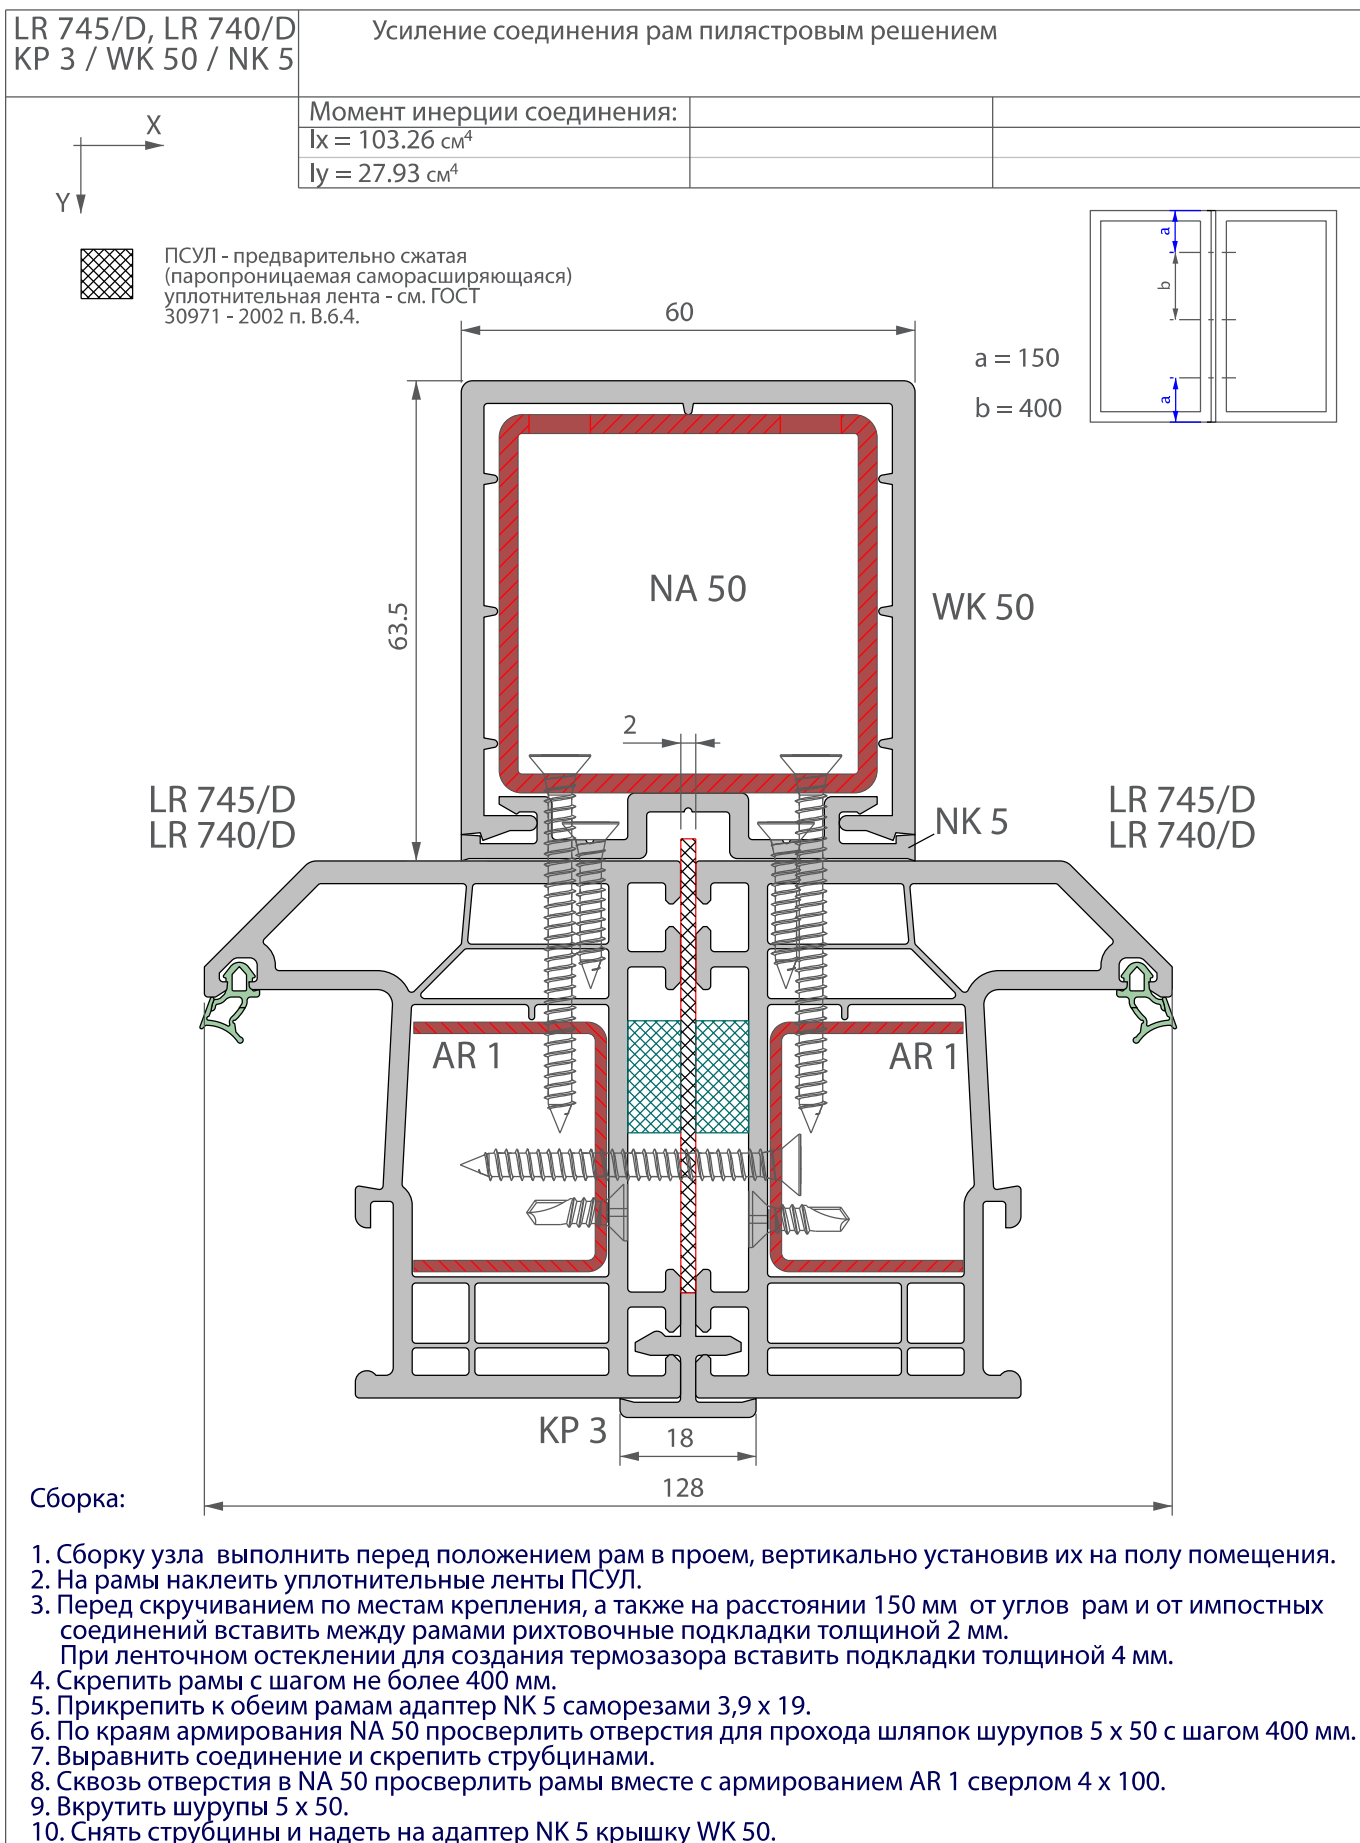 LR 745/D, LR 740/D
KP 3 / WK 50 / NK 5
Усиление соединения рам пилястровым решением
Момент инерции соединения:
Ix = 103.26 см⁴
Iy = 27.93 см⁴
X
Y
ПСУЛ - предварительно сжатая
(паропроницаемая саморасширяющаяся)
уплотнительная лента - см. ГОСТ
30971 - 2002 п. В.6.4.
a
b
a
a = 150
b = 400
60
63.5
NA 50
WK 50
2
LR 745/D
LR 740/D
NK 5
LR 745/D
LR 740/D
AR 1
AR 1
KP 3
18
128
Сборка:
1. Сборку узла выполнить перед положением рам в проем, вертикально установив их на полу помещения.
2. На рамы наклеить уплотнительные ленты ПСУЛ.
3. Перед скручиванием по местам крепления, а также на расстоянии 150 мм от углов рам и от импостных
соединений вставить между рамами рихтовочные подкладки толщиной 2 мм.
При ленточном остеклении для создания термозазора вставить подкладки толщиной 4 мм.
4. Скрепить рамы с шагом не более 400 мм.
5. Прикрепить к обеим рамам адаптер NK 5 саморезами 3,9 x 19.
6. По краям армирования NA 50 просверлить отверстия для прохода шляпок шурупов 5 x 50 с шагом 400 мм.
7. Выравнить соединение и скрепить струбцинами.
8. Сквозь отверстия в NA 50 просверлить рамы вместе с армированием AR 1 сверлом 4 x 100.
9. Вкрутить шурупы 5 x 50.
10. Снять струбцины и надеть на адаптер NK 5 крышку WK 50.